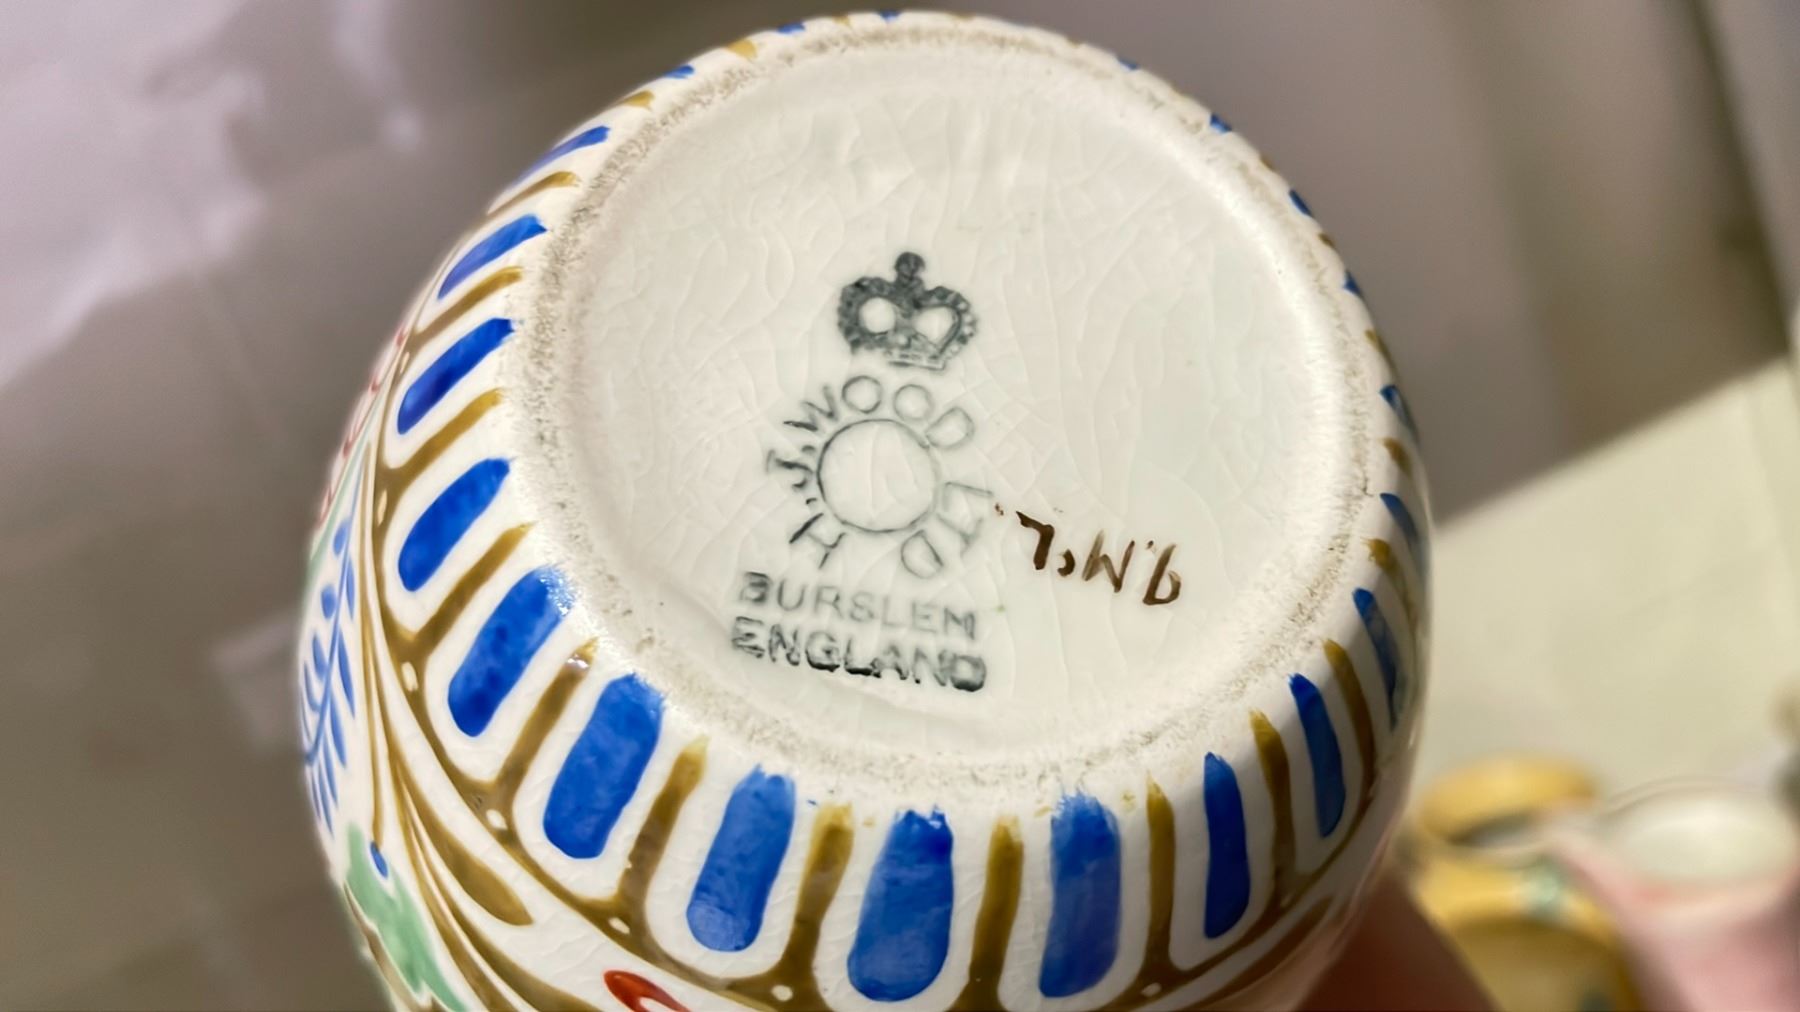 H.J. WOOD LTD
BURSLEM
ENGLAND